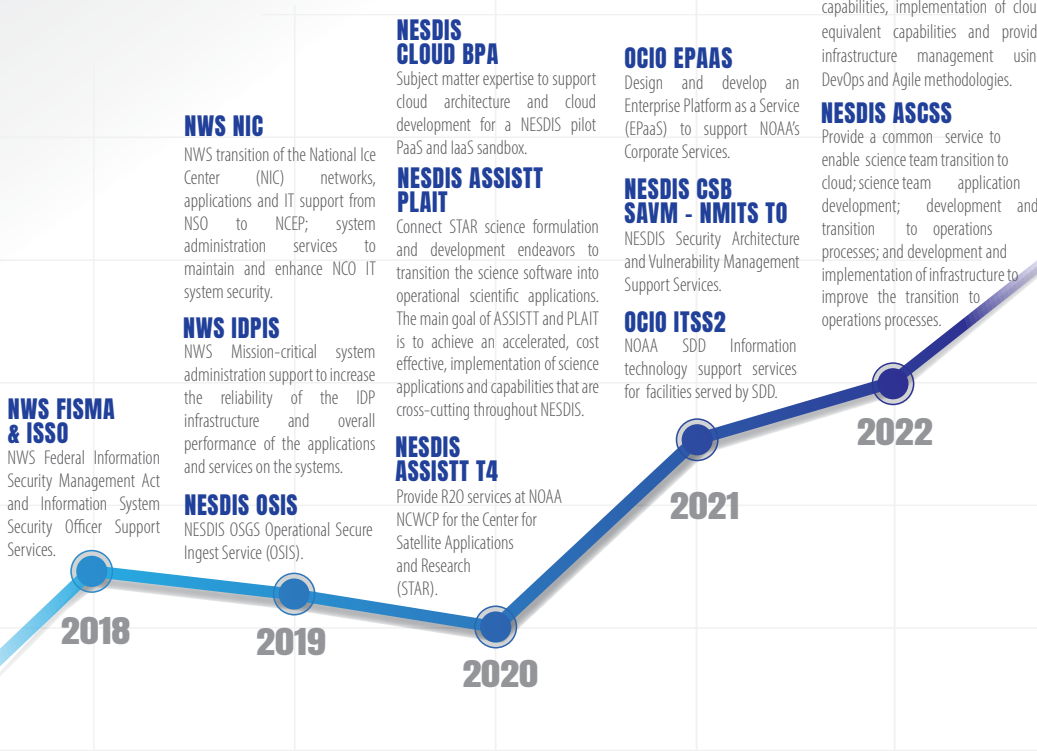 NWS FISMA
& ISSO
NWS Federal Information
Security Management Act
and Information System
Security Officer Support
Services.
2018
NWS NIC
NWS transition of the National Ice
Center (NIC) networks,
applications and IT support from
NSO to NCEP; system
administration services to
maintain and enhance NCO IT
system security.
NWS IDPIS
NWS Mission-critical system
administration support to increase
the reliability of the IDP
infrastructure and overall
performance of the applications
and services on the systems.
NESDIS OSIS
NESDIS OSGS Operational Secure
Ingest Service (OSIS).
2019
NESDIS
CLOUD BPA
Subject matter expertise to support
cloud architecture and cloud
development for a NESDIS pilot
PaaS and IaaS sandbox.
NESDIS ASSISTT
PLAIT
Connect STAR science formulation
and development endeavors to
transition the science software into
operational scientific applications.
The main goal of ASSISTT and PLAIT
is to achieve an accelerated, cost
effective, implementation of science
applications and capabilities that are
cross-cutting throughout NESDIS.
NESDIS
ASSISTT T4
Provide R2O services at NOAA
NCWCP for the Center for
Satellite Applications
and Research
(STAR).
2020
OCIO EPAAS
Design and develop an
Enterprise Platform as a Service
(EPaaS) to support NOAA's
Corporate Services.
NESDIS CSB
SAVM - NMITS TO
NESDIS Security Architecture
and Vulnerability Management
Support Services.
OCIO ITSS2
NOAA SDD Information
technology support services
for facilities served by SDD.
2021
capabilities, implementation of clou
equivalent capabilities and provid
infrastructure management usin
DevOps and Agile methodologies.
NESDIS ASCSS
Provide a common service to
enable science team transition to
cloud; science team application
development; development and
transition to operations
processes; and development and
implementation of infrastructure to
improve the transition to
operations processes.
2022